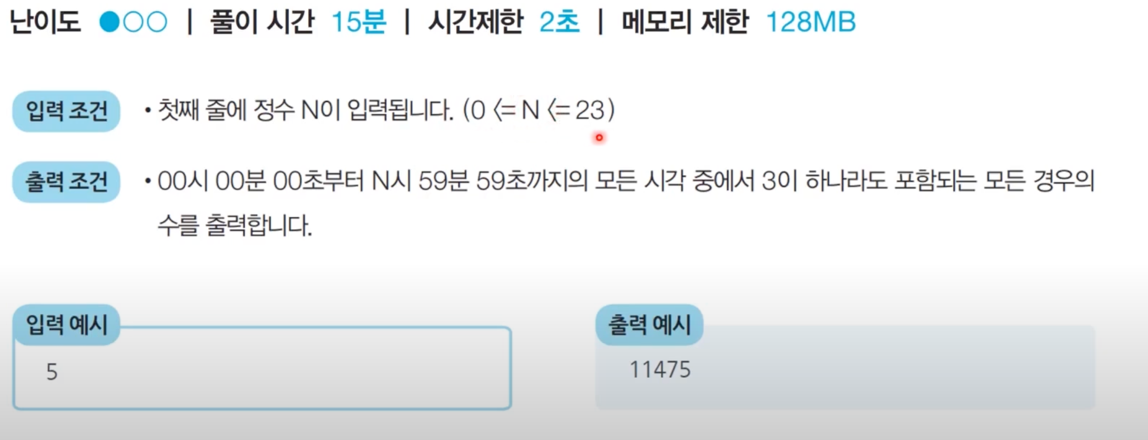 난이도 ●○○ | 풀이 시간 15분 | 시간제한 2초 | 메모리 제한 128MB
입력 조건 • 첫째 줄에 정수 N이 입력됩니다. (0 <= N <= 23)
출력 조건 • 00시 00분 00초부터 N시 59분 59초까지의 모든 시각 중에서 3이 하나라도 포함되는 모든 경우의
수를 출력합니다.
입력 예시
5
출력 예시
11475